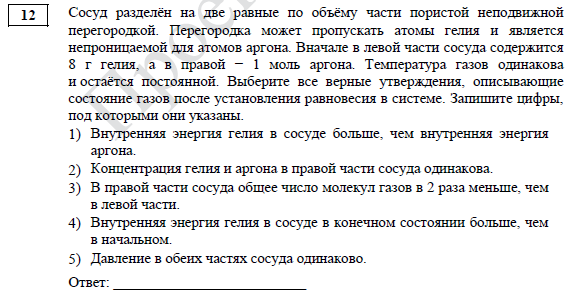 12
Сосуд разделён на две равные по объёму части пористой неподвижной
перегородкой. Перегородка может пропускать атомы гелия и является
непроницаемой для атомов аргона. Вначале в левой части сосуда содержится
8 г гелия, а в правой − 1 моль аргона. Температура газов одинакова
и остаётся постоянной. Выберите все верные утверждения, описывающие
состояние газов после установления равновесия в системе. Запишите цифры,
под которыми они указаны.
1) Внутренняя энергия гелия в сосуде больше, чем внутренняя энергия
аргона.
2) Концентрация гелия и аргона в правой части сосуда одинакова.
3) В правой части сосуда общее число молекул газов в 2 раза меньше, чем
в левой части.
4) Внутренняя энергия гелия в сосуде в конечном состоянии больше, чем
в начальном.
5) Давление в обеих частях сосуда одинаково.
Ответ: ___________________________